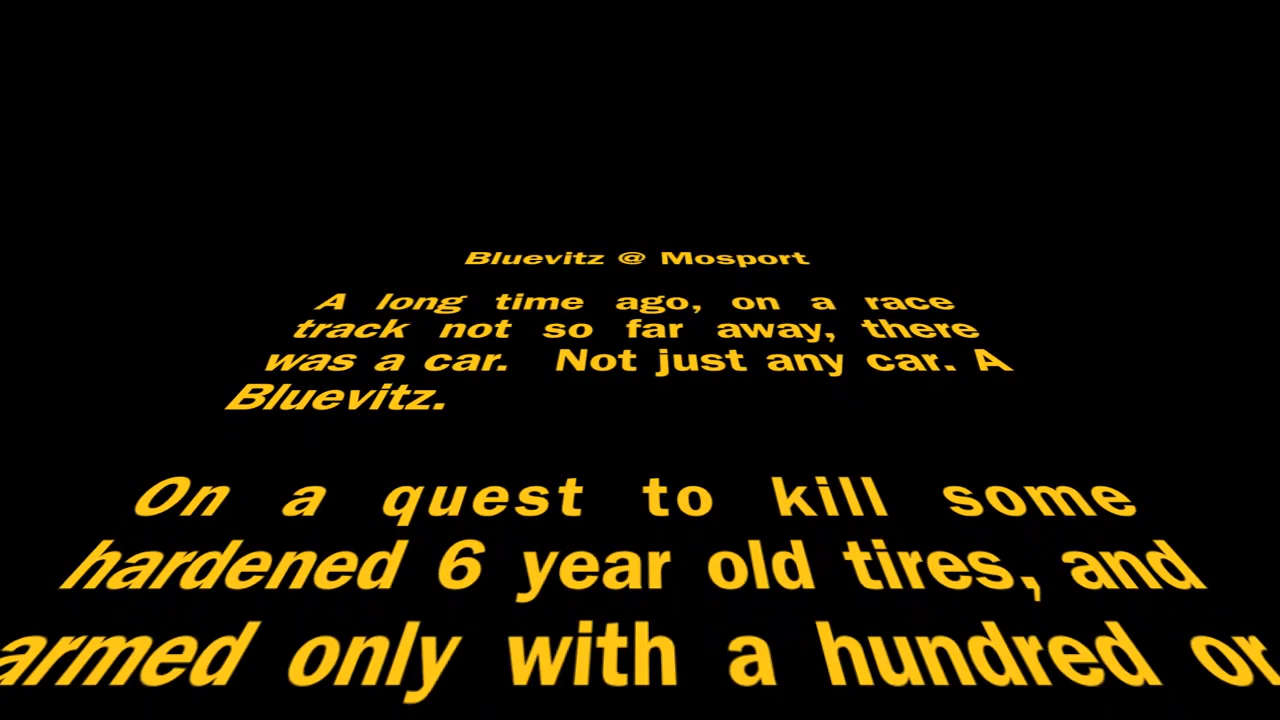 Bluevitz @ Mosport
A long time ago, on a race
track not so far away, there
was a car. Not just any car. A
Bluevitz.
On a quest to kill some
hardened 6 year old tires, and
armed only with a hundred or